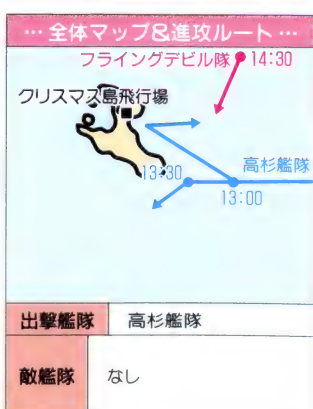 … 全体マップ&進攻ルート …
フライングデビル隊 14:30
クリスマス島飛行場
高杉艦隊
13:30
13:00
出撃艦隊 高杉艦隊
敵艦隊 なし